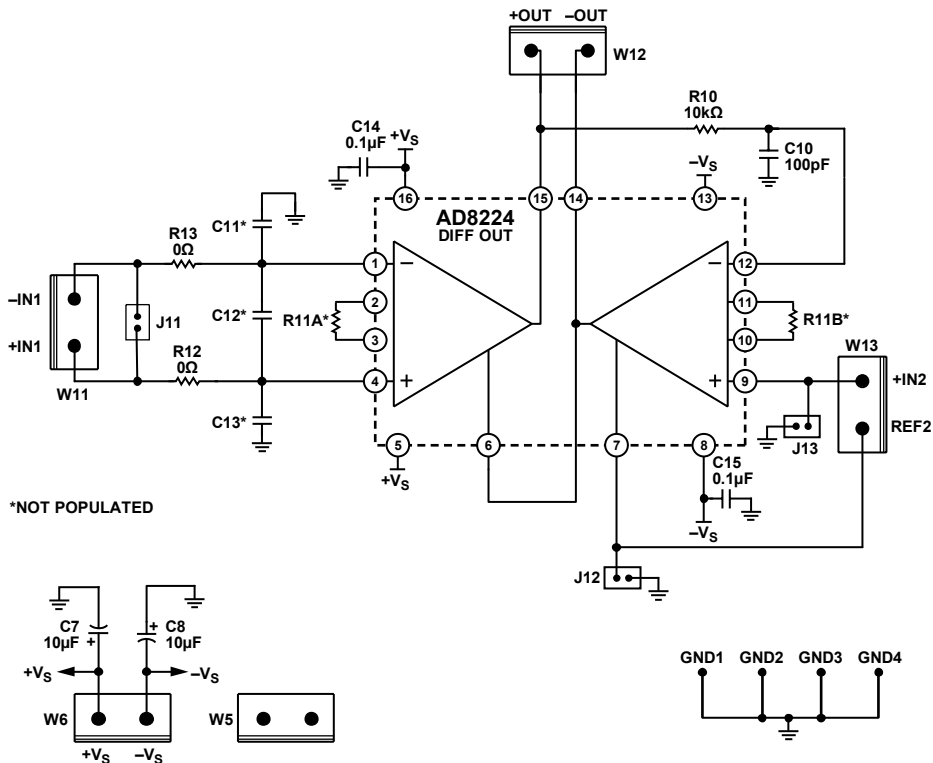 +OUT –OUT
W12
R10
10kΩ
C14
0.1µF
+VS
–VS
C10
100pF
16
15
14
13
AD8224
DIFF OUT
C11*
R13
0Ω
1
–
–
12
–IN1
+IN1
J11
C12*
R11A*
2
3
11
10
R11B*
W11
R12
0Ω
4
+
+
9
W13
+IN2
REF2
C13*
J13
5
6
7
8
+VS
C15
0.1µF
–VS
*NOT POPULATED
J12
C7
10µF
+
+
C8
10µF
+VS
–VS
W6
W5
+VS –VS
GND1 GND2 GND3 GND4